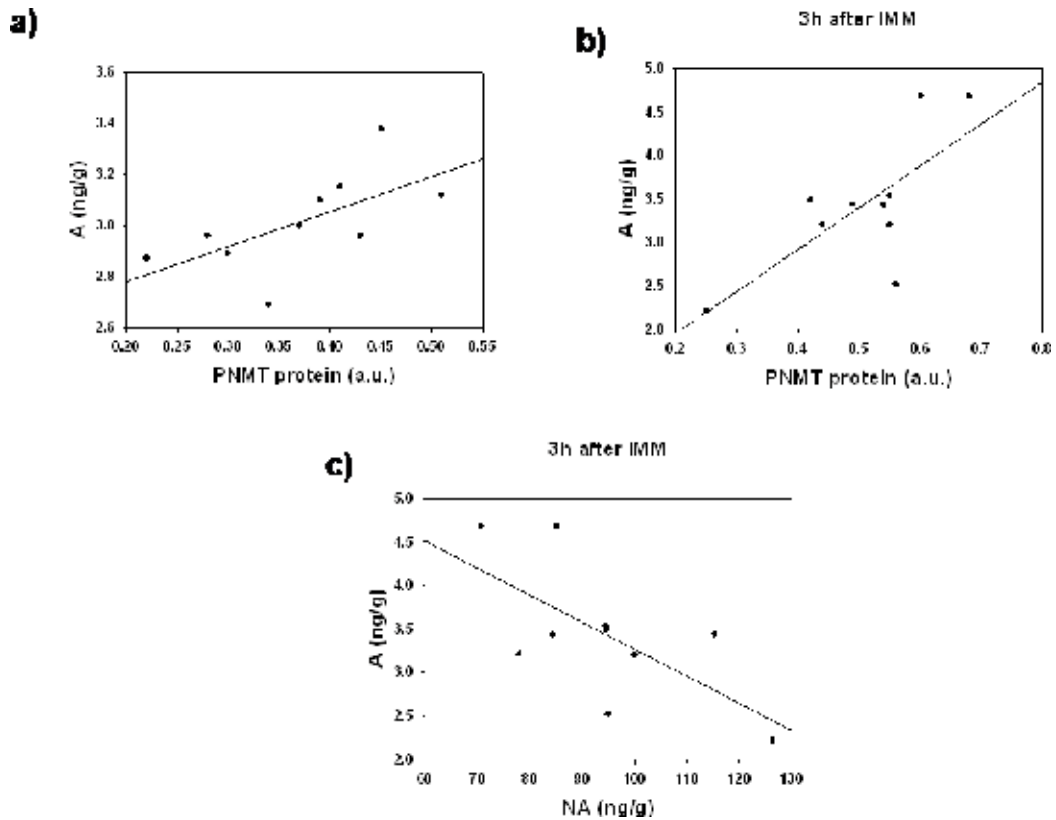 a)
3.6
3.4
3.2
3.0
2.8
2.6
A (ng/g)
0.20 0.25 0.30 0.35 0.40 0.45 0.50 0.55
PNMT protein (a.u.)
3h after IMM
b)
5.0
4.5
4.0
3.5
3.0
2.5
2.0
A (ng/g)
0.2 0.3 0.4 0.5 0.6 0.7 0.8
PNMT protein (a.u.)
3h after IMM
c)
5.0
4.5
4.0
3.5
3.0
2.5
2.0
A (ng/g)
60 70 80 90 100 110 120 130
NA (ng/g)